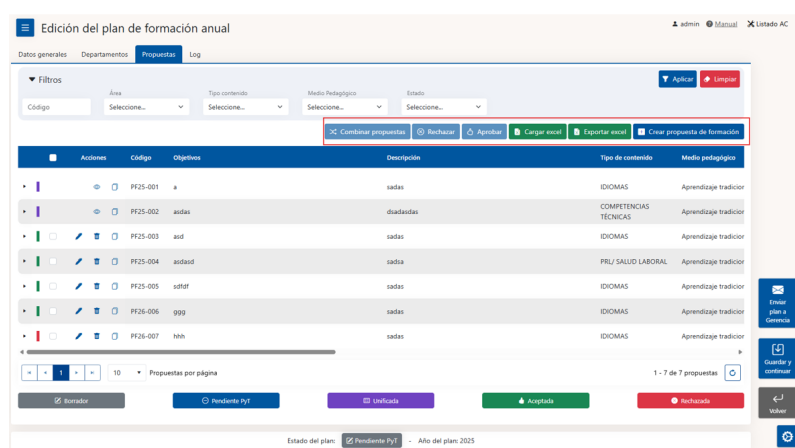 Edición del plan de formación anual
admin Manual Listado AC
Datos generales Departamentos Propuestas Log
Filtros
Aplicar Limpiar
Área Tipo contenido Medio Pedagógico Estado
Código Seleccione... Seleccione... Seleccione... Seleccione...
Combinar propuestas Rechazar Aprobar Cargar excel Exportar excel Crear propuesta de formación
Acciones Código Objetivos Descripción Tipo de contenido Medio pedagógico
PF25-001 a sadas IDIOMAS Aprendizaje tradicior
PF25-002 asdas dsadasdas COMPETENCIAS TÉCNICAS Aprendizaje tradicior
PF25-003 asd sadas IDIOMAS Aprendizaje tradicior
PF25-004 asdasd sadsa PRL/ SALUD LABORAL Aprendizaje tradicior
PF25-005 sdfdf sadas IDIOMAS Aprendizaje tradicior
PF26-006 ggg sadas IDIOMAS Aprendizaje tradicior
PF26-007 hhh sadas IDIOMAS Aprendizaje tradicior
1 10 Propuestas por página 1 - 7 de 7 propuestas
Borrador Pendiente PyT Unificada Aceptada Rechazada
Estado del plan: Pendiente PyT - Año del plan: 2025
Enviar
plan a
Gerencia
Guardar y
continuar
Volver